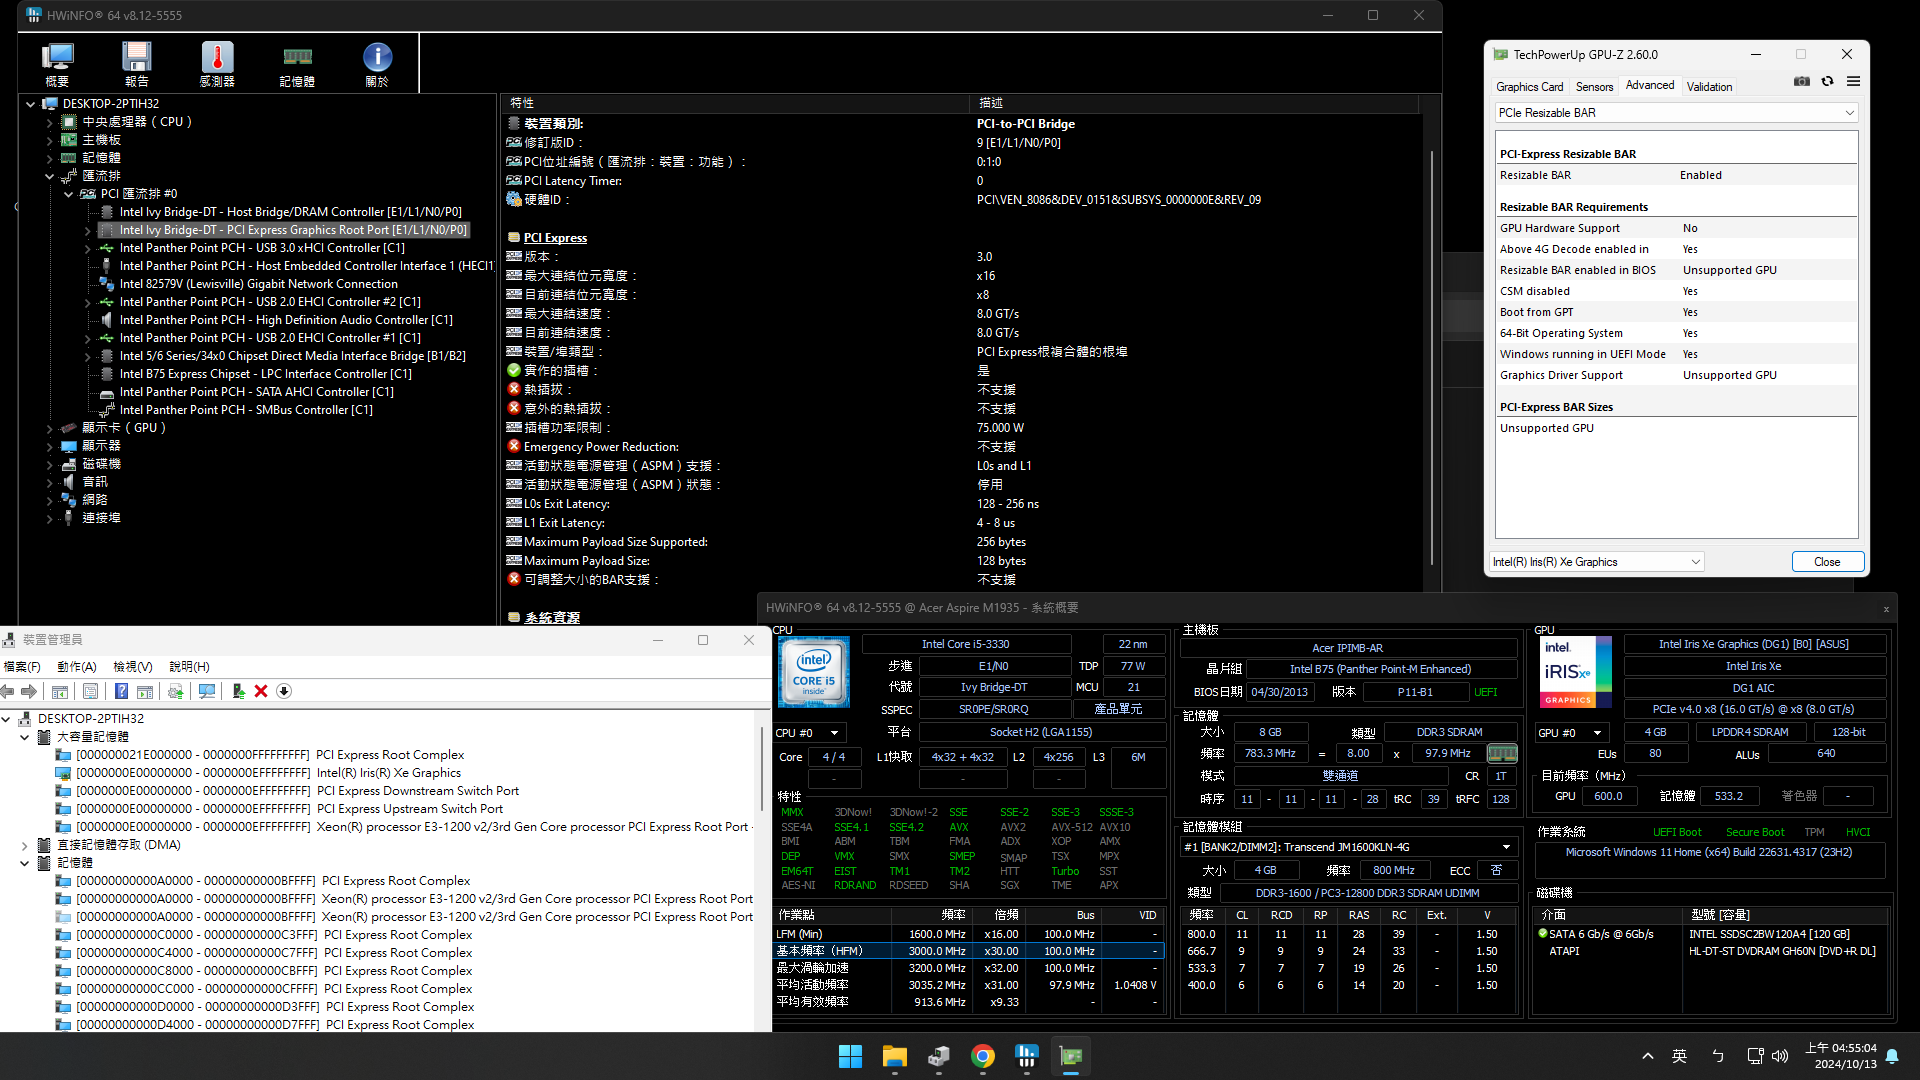 HWiNFO® 64 v8.12-5555
概要
報告
感測器
記憶體
關於
DESKTOP-2PTIH32
中央處理器（CPU）
主機板
記憶體
匯流排
PCI 匯流排 #0
Intel Ivy Bridge-DT - Host Bridge/DRAM Controller [E1/L1/N0/P0]
Intel Ivy Bridge-DT - PCI Express Graphics Root Port [E1/L1/N0/P0]
Intel Panther Point PCH - USB 3.0 xHCI Controller [C1]
Intel Panther Point PCH - Host Embedded Controller Interface 1 (HECI1
Intel 82579V (Lewisville) Gigabit Network Connection
Intel Panther Point PCH - USB 2.0 EHCI Controller #2 [C1]
Intel Panther Point PCH - High Definition Audio Controller [C1]
Intel Panther Point PCH - USB 2.0 EHCI Controller #1 [C1]
Intel 5/6 Series/34x0 Chipset Direct Media Interface Bridge [B1/B2]
Intel B75 Express Chipset - LPC Interface Controller [C1]
Intel Panther Point PCH - SATA AHCI Controller [C1]
Intel Panther Point PCH - SMBus Controller [C1]
顯示卡（GPU）
顯示器
磁碟機
音訊
網路
連接埠
特性 描述
裝置類別: PCI-to-PCI Bridge
修訂版ID： 9 [E1/L1/N0/P0]
PCI位址編號（匯流排：裝置：功能）： 0:1:0
PCI Latency Timer: 0
硬體ID： PCI\VEN_8086&DEV_0151&SUBSYS_0000000E&REV_09
PCI Express
版本： 3.0
最大連結位元寬度： x16
目前連結位元寬度： x8
最大連結速度： 8.0 GT/s
目前連結速度： 8.0 GT/s
裝置/埠類型： PCI Express根複合體的根埠
實作的插槽： 是
熱插拔： 不支援
意外的熱插拔： 不支援
插槽功率限制： 75.000 W
Emergency Power Reduction: 不支援
活動狀態電源管理（ASPM）支援： L0s and L1
活動狀態電源管理（ASPM）狀態： 停用
L0s Exit Latency: 128 - 256 ns
L1 Exit Latency: 4 - 8 us
Maximum Payload Size Supported: 256 bytes
Maximum Payload Size: 128 bytes
可調整大小的BAR支援： 不支援
系統資源
TechPowerUp GPU-Z 2.60.0
Graphics Card Sensors Advanced Validation
PCIe Resizable BAR
PCI-Express Resizable BAR
Resizable BAR Enabled
Resizable BAR Requirements
GPU Hardware Support No
Above 4G Decode enabled in Yes
Resizable BAR enabled in BIOS Unsupported GPU
CSM disabled Yes
Boot from GPT Yes
64-Bit Operating System Yes
Windows running in UEFI Mode Yes
Graphics Driver Support Unsupported GPU
PCI-Express BAR Sizes
Unsupported GPU
Intel(R) Iris(R) Xe Graphics Close
裝置管理員
檔案(F) 動作(A) 檢視(V) 說明(H)
DESKTOP-2PTIH32
大容量記憶體
[000000021E000000 - 0000000FFFFFFFFF] PCI Express Root Complex
[0000000E00000000 - 0000000EFFFFFFFF] Intel(R) Iris(R) Xe Graphics
[0000000E00000000 - 0000000EFFFFFFFF] PCI Express Downstream Switch Port
[0000000E00000000 - 0000000EFFFFFFFF] PCI Express Upstream Switch Port
[0000000E00000000 - 0000000EFFFFFFFF] Xeon(R) processor E3-1200 v2/3rd Gen Core processor PCI Express Root Port -
直接記憶體存取 (DMA)
記憶體
[00000000000A0000 - 00000000000BFFFF] PCI Express Root Complex
[00000000000A0000 - 00000000000BFFFF] Xeon(R) processor E3-1200 v2/3rd Gen Core processor PCI Express Root Port
[00000000000A0000 - 00000000000BFFFF] Xeon(R) processor E3-1200 v2/3rd Gen Core processor PCI Express Root Port
[00000000000C0000 - 00000000000C3FFF] PCI Express Root Complex
[00000000000C4000 - 00000000000C7FFF] PCI Express Root Complex
[00000000000C8000 - 00000000000CBFFF] PCI Express Root Complex
[00000000000CC000 - 00000000000CFFFF] PCI Express Root Complex
[00000000000D0000 - 00000000000D3FFF] PCI Express Root Complex
[00000000000D4000 - 00000000000D7FFF] PCI Express Root Complex
HWiNFO® 64 v8.12-5555 @ Acer Aspire M1935 - 系統概要
CPU
intel CORE i5 inside
Intel Core i5-3330 22 nm
步進 E1/N0 TDP 77 W
代號 Ivy Bridge-DT MCU 21
SSPEC SR0PE/SR0RQ 產品單元
CPU #0 平台 Socket H2 (LGA1155)
Core 4 / 4 L1快取 4x32 + 4x32 L2 4x256 L3 6M
- - -
特性
MMX 3DNow! 3DNow!-2 SSE SSE-2 SSE-3 SSSE-3
SSE4A SSE4.1 SSE4.2 AVX AVX2 AVX-512 AVX10
BMI ABM TBM FMA ADX XOP AMX
DEP VMX SMX SMEP SMAP TSX MPX
EM64T EIST TM1 TM2 HTT Turbo SST
AES-NI RDRAND RDSEED SHA SGX TME APX
作業點 頻率 倍頻 Bus VID
LFM (Min) 1600.0 MHz x16.00 100.0 MHz -
基本頻率（HFM） 3000.0 MHz x30.00 100.0 MHz -
最大渦輪加速 3200.0 MHz x32.00 100.0 MHz -
平均活動頻率 3035.2 MHz x31.00 97.9 MHz 1.0408 V
平均有效頻率 913.6 MHz x9.33 - -
主機板
Acer IPIMB-AR
晶片組 Intel B75 (Panther Point-M Enhanced)
BIOS日期 04/30/2013 版本 P11-B1 UEFI
記憶體
大小 8 GB 類型 DDR3 SDRAM
頻率 783.3 MHz = 8.00 x 97.9 MHz
模式 雙通道 CR 1T
時序 11 - 11 - 11 - 28 tRC 39 tRFC 128
記憶體模組
#1 [BANK2/DIMM2]: Transcend JM1600KLN-4G
大小 4 GB 頻率 800 MHz ECC 否
類型 DDR3-1600 / PC3-12800 DDR3 SDRAM UDIMM
頻率 CL RCD RP RAS RC Ext. V
800.0 11 11 11 28 39 - 1.50
666.7 9 9 9 24 33 - 1.50
533.3 7 7 7 19 26 - 1.50
400.0 6 6 6 14 20 - 1.50
GPU
intel. iRIS Xe GRAPHICS
Intel Iris Xe Graphics (DG1) [B0] [ASUS]
Intel Iris Xe
DG1 AIC
PCIe v4.0 x8 (16.0 GT/s) @ x8 (8.0 GT/s)
GPU #0 4 GB LPDDR4 SDRAM 128-bit
EUs 80 ALUs 640
目前頻率（MHz）
GPU 600.0 記憶體 533.2 著色器 -
作業系統 UEFI Boot Secure Boot TPM HVCI
Microsoft Windows 11 Home (x64) Build 22631.4317 (23H2)
磁碟機
介面 型號 [容量]
SATA 6 Gb/s @ 6Gb/s INTEL SSDSC2BW120A4 [120 GB]
ATAPI HL-DT-ST DVDRAM GH60N [DVD+R DL]
英 ㄅ 上午 04:55:04
2024/10/13